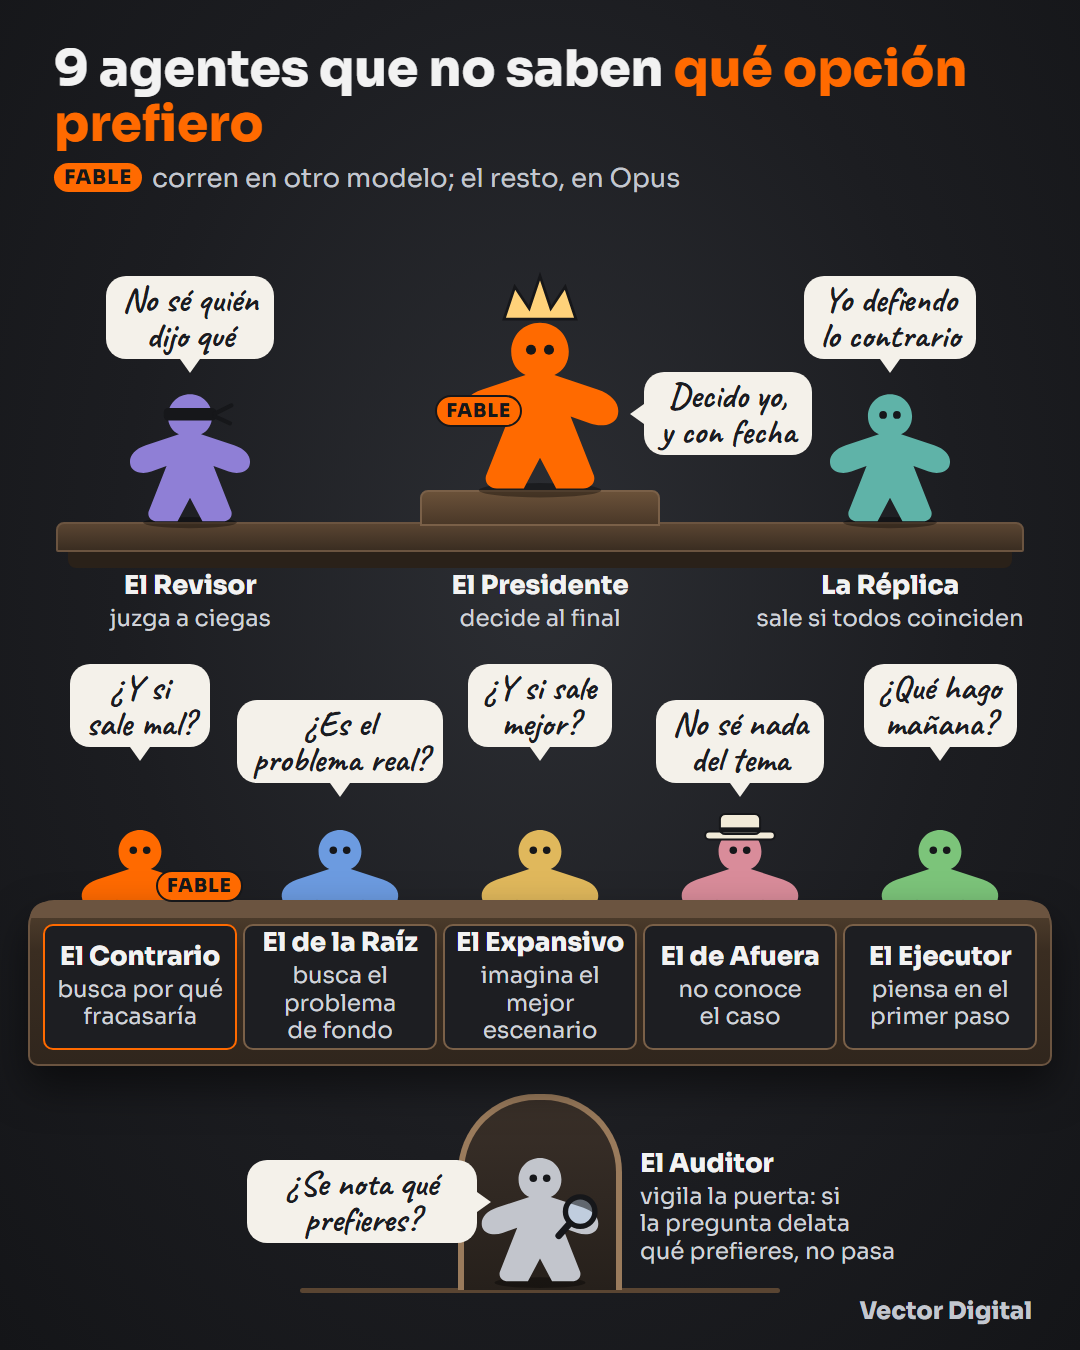 9 agentes que no saben qué opción
prefiero
FABLE corren en otro modelo; el resto, en Opus
No sé quién
dijo qué
Decido yo,
y con fecha
Yo defiendo
lo contrario
FABLE
El Revisor
juzga a ciegas
El Presidente
decide al final
La Réplica
sale si todos coinciden
¿Y si
sale mal?
¿Es el
problema real?
¿Y si sale
mejor?
No sé nada
del tema
¿Qué hago
mañana?
FABLE
El Contrario
busca por qué
fracasaría
El de la Raíz
busca el
problema
de fondo
El Expansivo
imagina el
mejor
escenario
El de Afuera
no conoce
el caso
El Ejecutor
piensa en el
primer paso
¿Se nota qué
prefieres?
El Auditor
vigila la puerta: si
la pregunta delata
qué prefieres, no pasa
Vector Digital